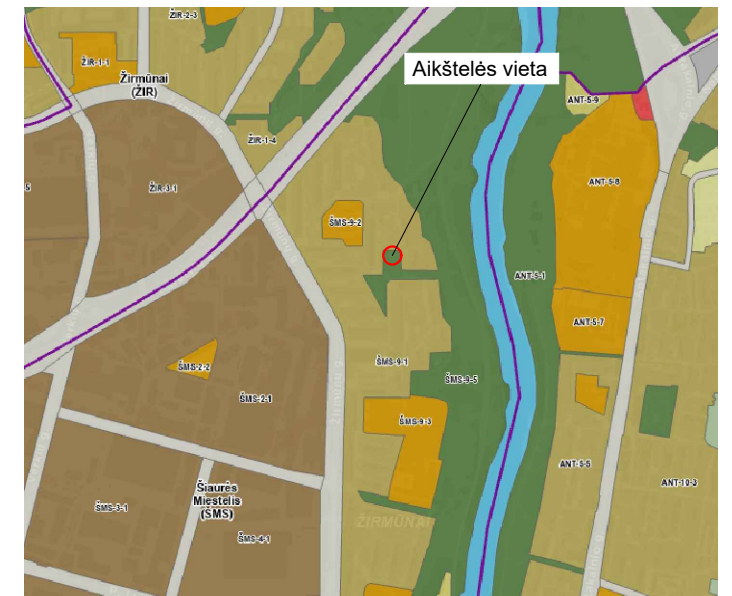 ŽIR-2-3
ŽIR-1-1
Žirmūnai
(ŽIR)
Aikštelės vieta
ANT-5-9
ŽIR-1-4
ŽIR-3-1
ŠMS-9-2
ANT-5-8
ANT-5-1
ANT-5-7
ŠMS-2-2
ŠMS-9-1
ŠMS-9-5
ŠMS-2-1
ŠMS-9-3
ANT-5-5
ANT-10-3
Šiaurės
Miestelis
(ŠMS)
ŠMS-3-1
ŠMS-4-1
ŽIRMŪNAI